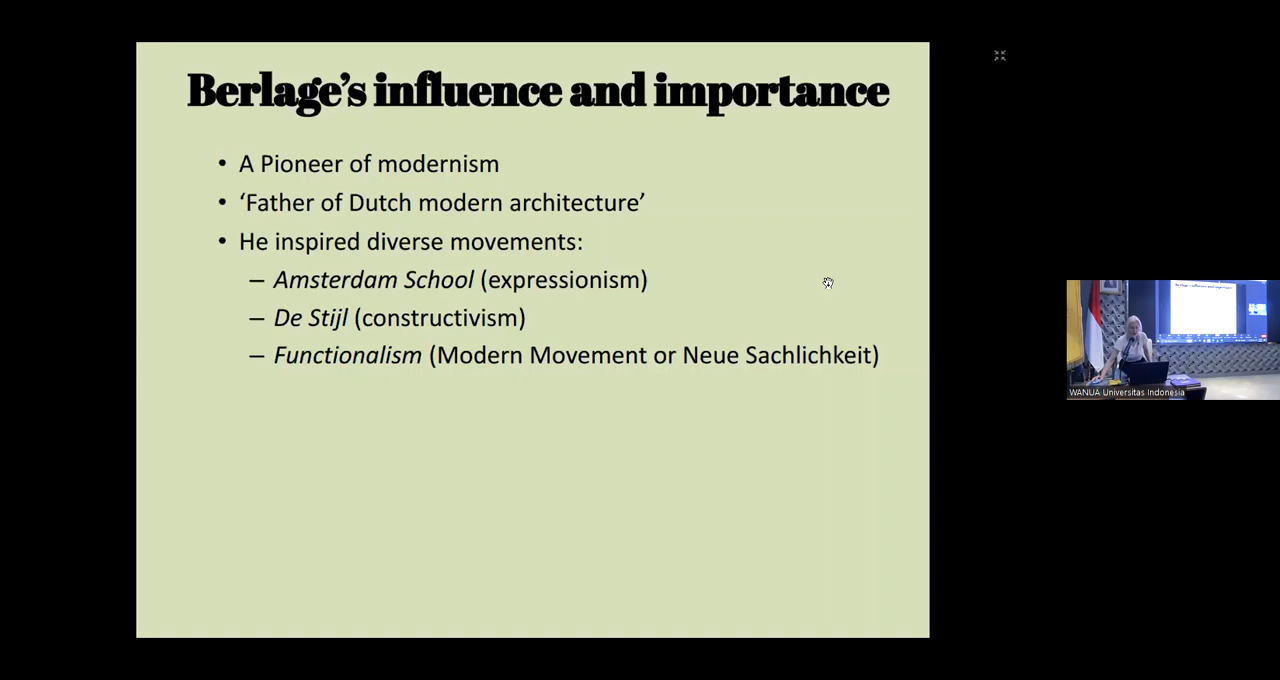 Berlage’s influence and importance
• A Pioneer of modernism
• ‘Father of Dutch modern architecture’
• He inspired diverse movements:
– Amsterdam School (expressionism)
– De Stijl (constructivism)
– Functionalism (Modern Movement or Neue Sachlichkeit)
WANUA Universitas Indonesia